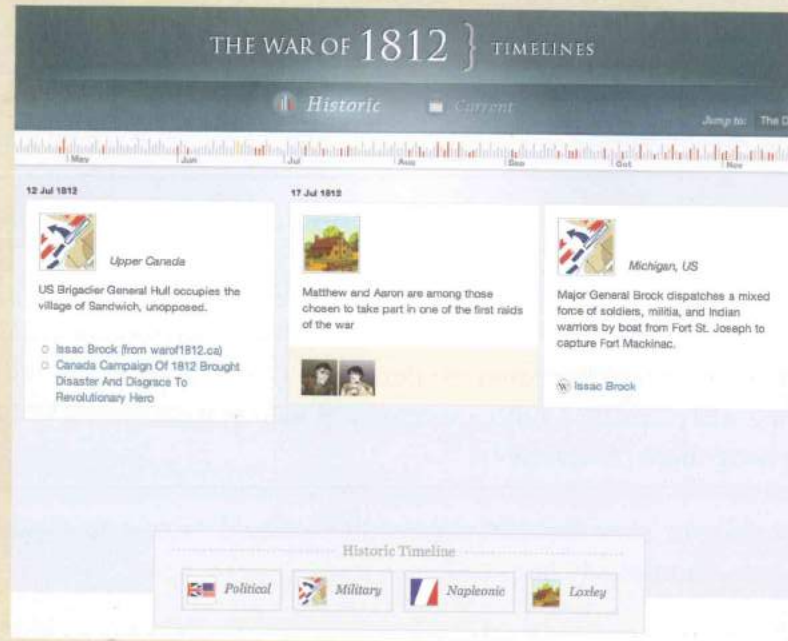 THE WAR OF 1812 } TIMELINES
Historic
Current
Jump to: The D
May
Jun
Jul
Aug
Sep
Oct
Nov
12 Jul 1812
Upper Canada
US Brigadier General Hull occupies the
village of Sandwich, unopposed.
Issac Brock (from warof1812.ca)
Canada Campaign Of 1812 Brought
Disaster And Disgrace To
Revolutionary Hero
17 Jul 1812
Matthew and Aaron are among those
chosen to take part in one of the first raids
of the war
Michigan, US
Major General Brock dispatches a mixed
force of soldiers, militia, and Indian
warriors by boat from Fort St. Joseph to
capture Fort Mackinac.
W Issac Brock
Historic Timeline
Political
Military
Napleonic
Loxley